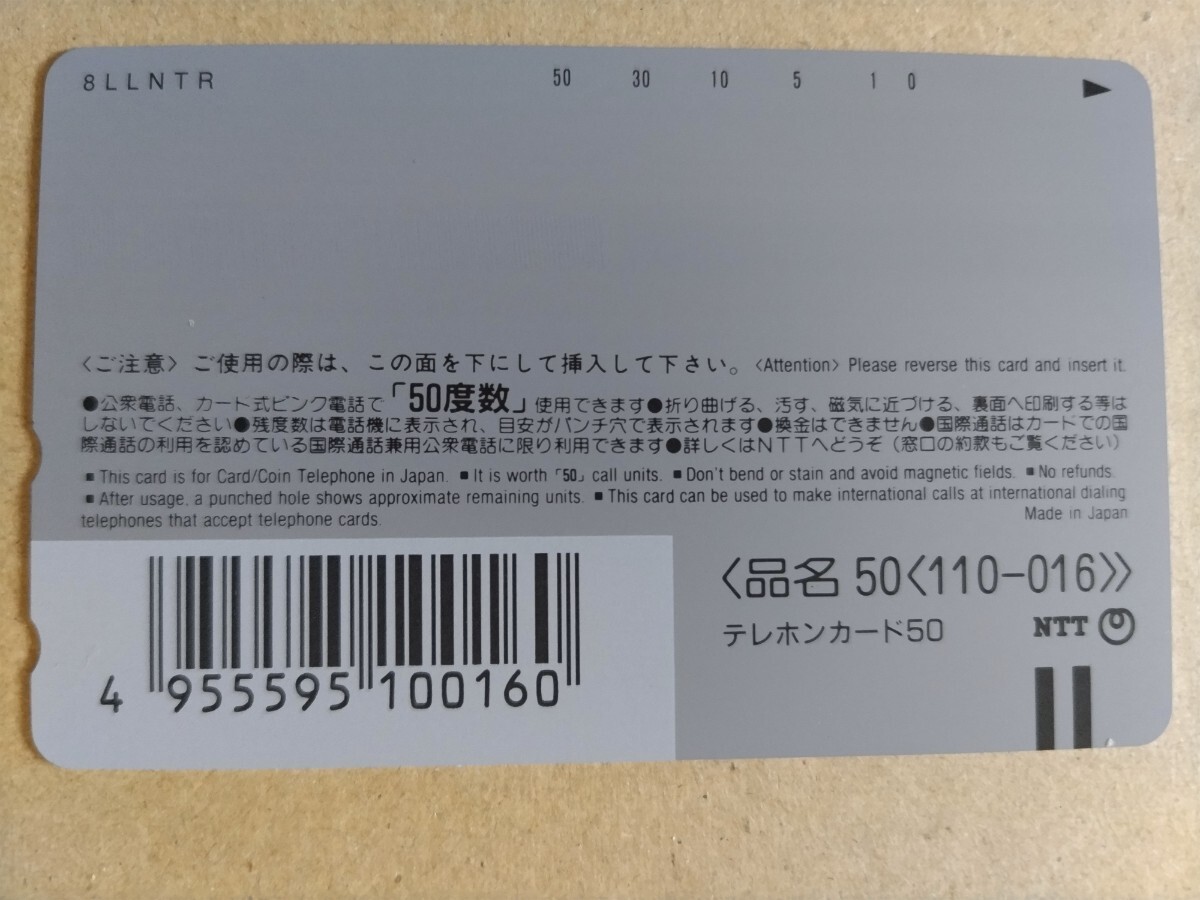 8LLNTR 50 30 10 5 1 0 ▶
〈ご注意〉ご使用の際は、この面を下にして挿入して下さい。〈Attention〉Please reverse this card and insert it.
●公衆電話、カード式ピンク電話で「50度数」使用できます●折り曲げる、汚す、磁気に近づける、裏面へ印刷する等は
しないでください●残度数は電話機に表示され、目安がパンチ穴で表示されます●換金はできません●国際通話はカードでの国
際通話の利用を認めている国際通話兼用公衆電話に限り利用できます●詳しくはNTTへどうぞ（窓口の約款もご覧ください）
■ This card is for Card/Coin Telephone in Japan. ■ It is worth「50」call units. ■ Don't bend or stain and avoid magnetic fields. ■ No refunds.
■ After usage, a punched hole shows approximate remaining units. ■ This card can be used to make international calls at international dialing
telephones that accept telephone cards.
Made in Japan
〈品名 50〈110-016〉〉
テレホンカード50
NTT
4 955595 100160